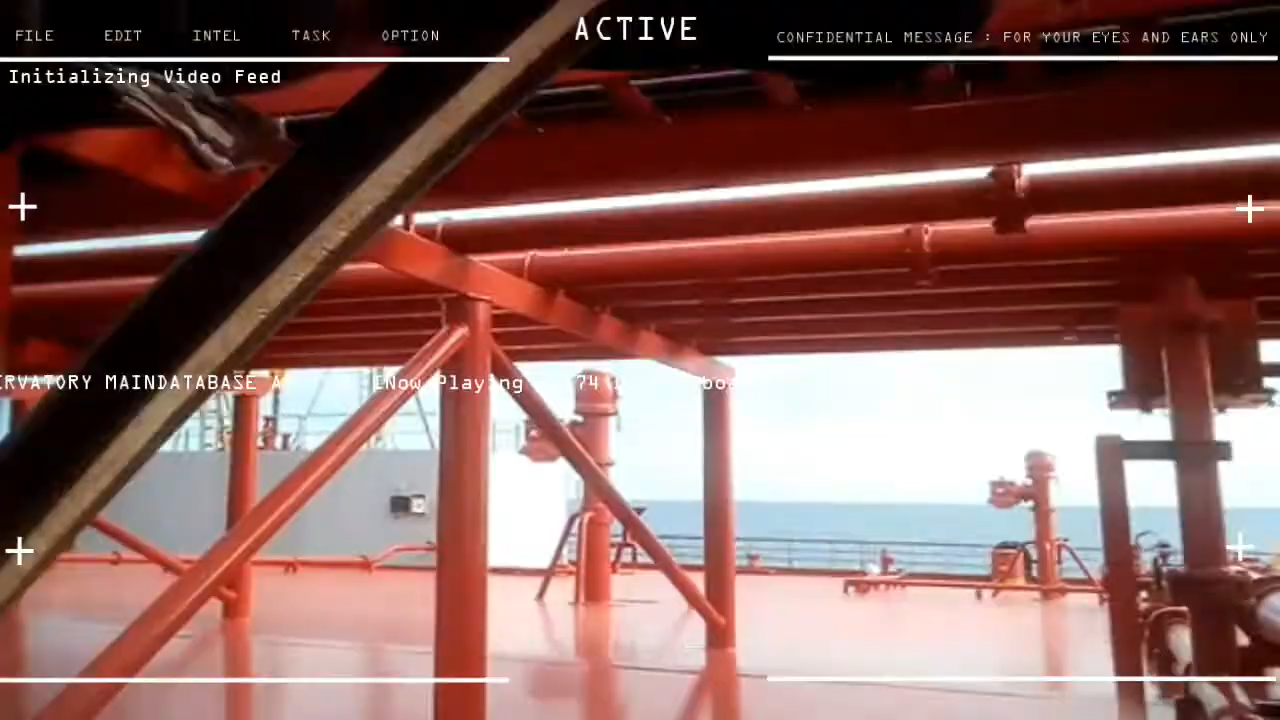 FILE EDIT INTEL TASK OPTION
ACTIVE
CONFIDENTIAL MESSAGE : FOR YOUR EYES AND EARS ONLY
Initializing Video Feed
MAINDATABASE
[Now Playing
74